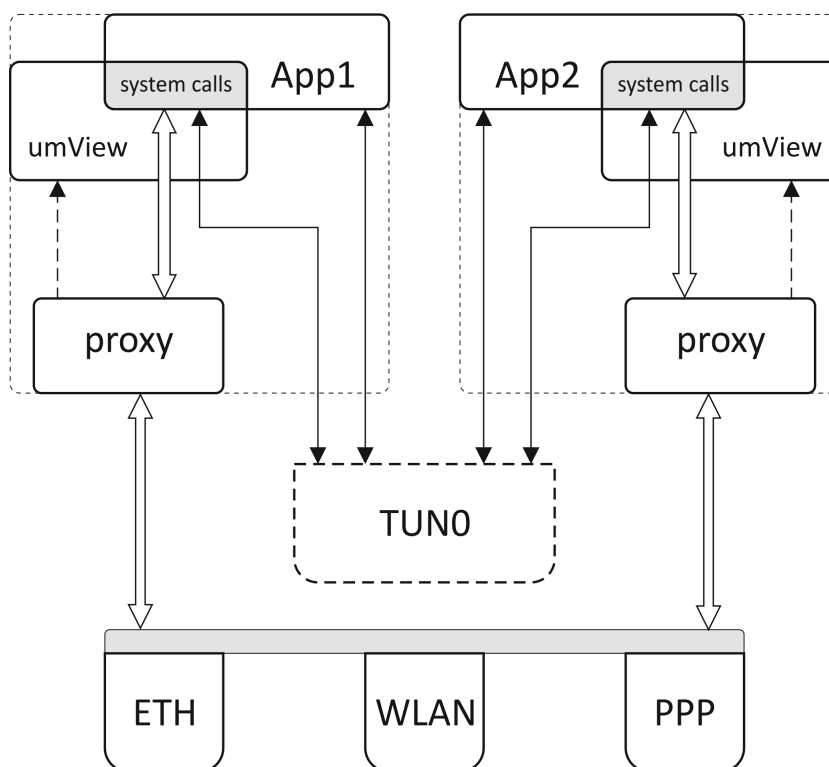 system calls
App1
umView
proxy
App2
system calls
umView
proxy
TUN0
ETH
WLAN
PPP